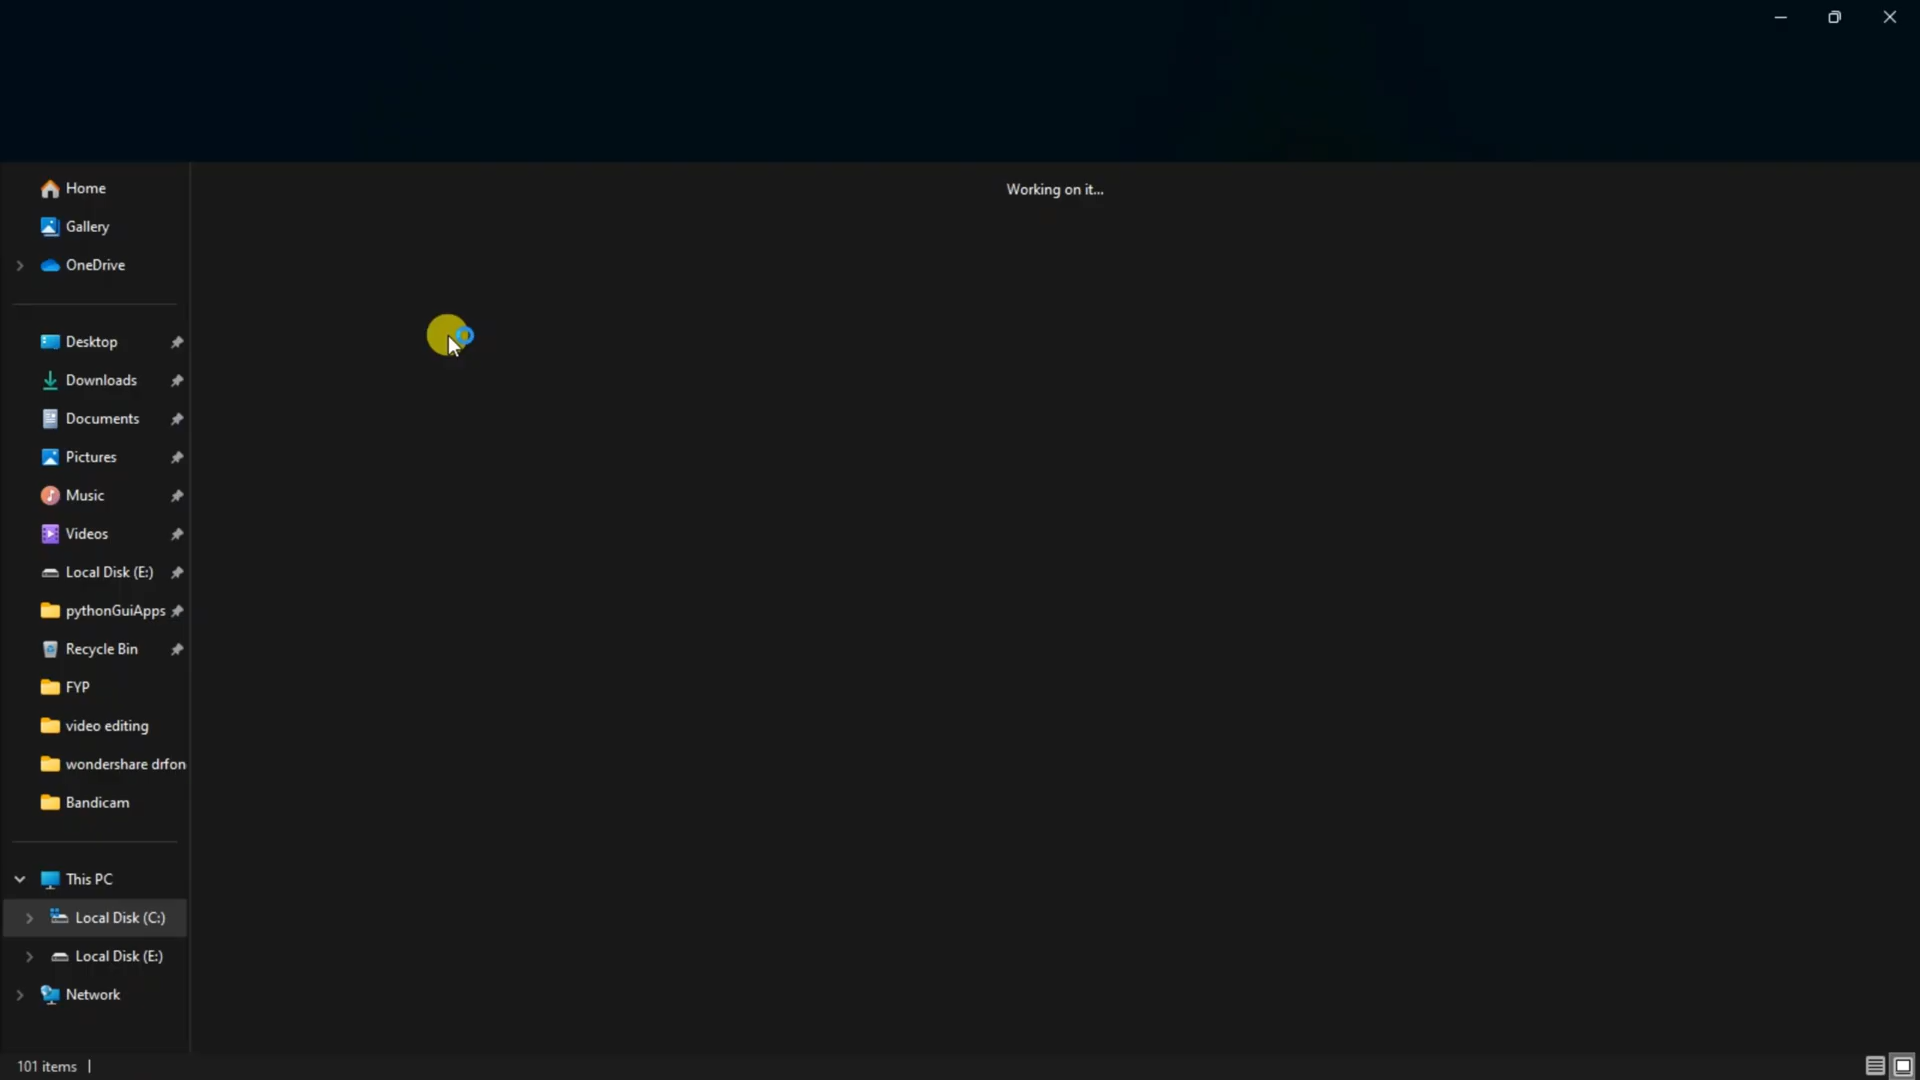 Home
Gallery
OneDrive
Desktop
Downloads
Documents
Pictures
Music
Videos
Local Disk (E:)
pythonGuiApps
Recycle Bin
FYP
video editing
wondershare drfon
Bandicam
This PC
Local Disk (C:)
Local Disk (E:)
Network
Working on it...
101 items